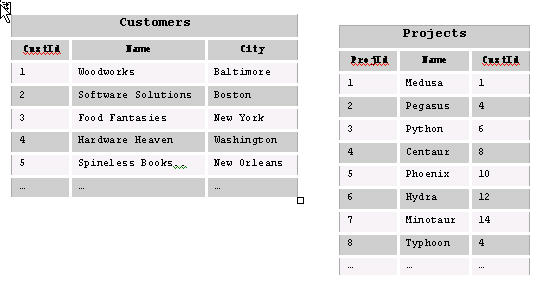 Customers
CustId Name City
1 Woodworks Baltimore
2 Software Solutions Boston
3 Food Fantasies New York
4 Hardware Heaven Washington
5 Spineless Books New Orleans
… … …
Projects
ProjId Name CustId
1 Medusa 1
2 Pegasus 4
3 Python 6
4 Centaur 8
5 Phoenix 10
6 Hydra 12
7 Minotaur 14
8 Typhoon 4
… … …